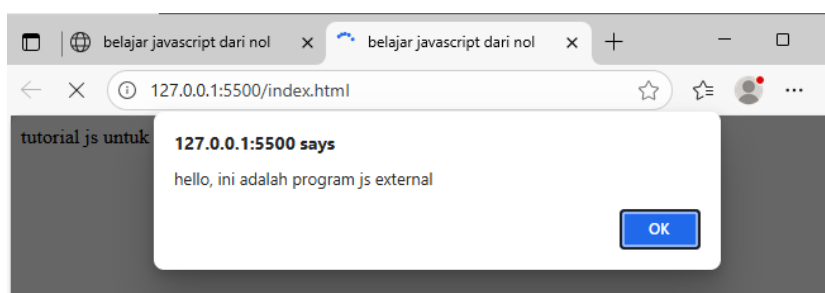 belajar javascript dari nol
belajar javascript dari nol
127.0.0.1:5500/index.html
tutorial js untuk
127.0.0.1:5500 says
hello, ini adalah program js external
OK